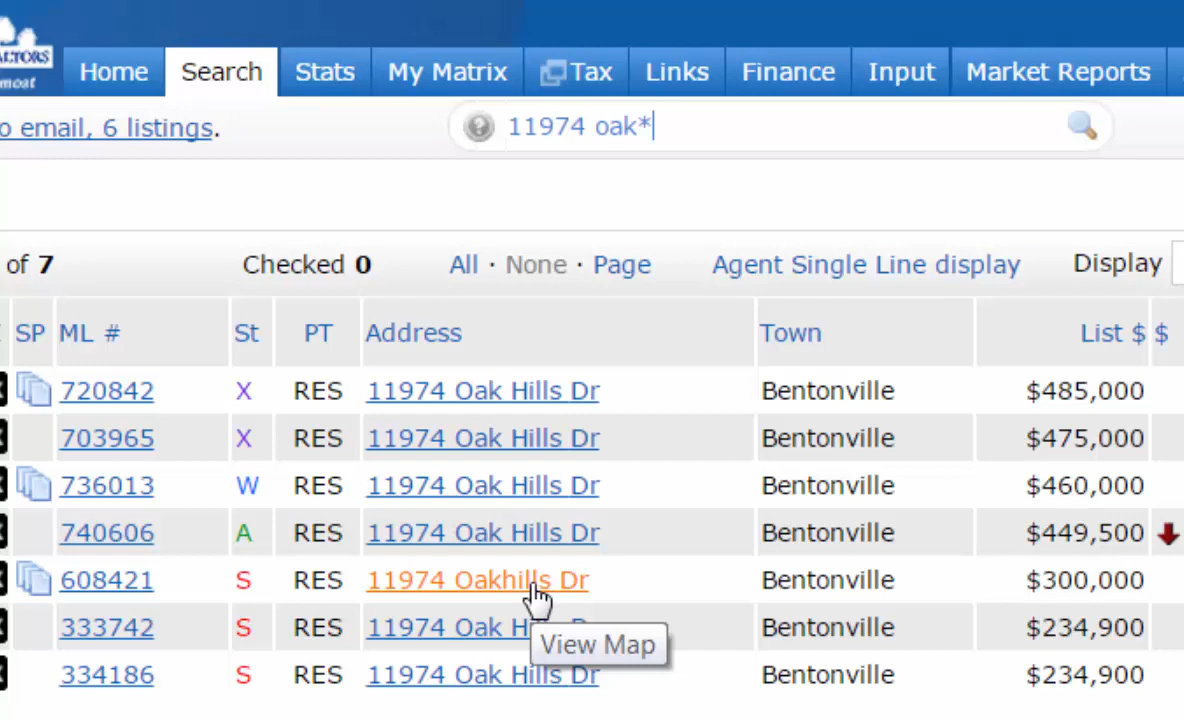 Home Search Stats My Matrix Tax Links Finance Input Market Reports
most
o email, 6 listings.
11974 oak*
of 7 Checked 0 All · None · Page Agent Single Line display Display
SP ML # St PT Address Town List $ $
720842 X RES 11974 Oak Hills Dr Bentonville $485,000
703965 X RES 11974 Oak Hills Dr Bentonville $475,000
736013 W RES 11974 Oak Hills Dr Bentonville $460,000
740606 A RES 11974 Oak Hills Dr Bentonville $449,500
608421 S RES 11974 Oakhills Dr Bentonville $300,000
333742 S RES 11974 Oak H Bentonville $234,900
View Map
334186 S RES 11974 Oak Hills Dr Bentonville $234,900